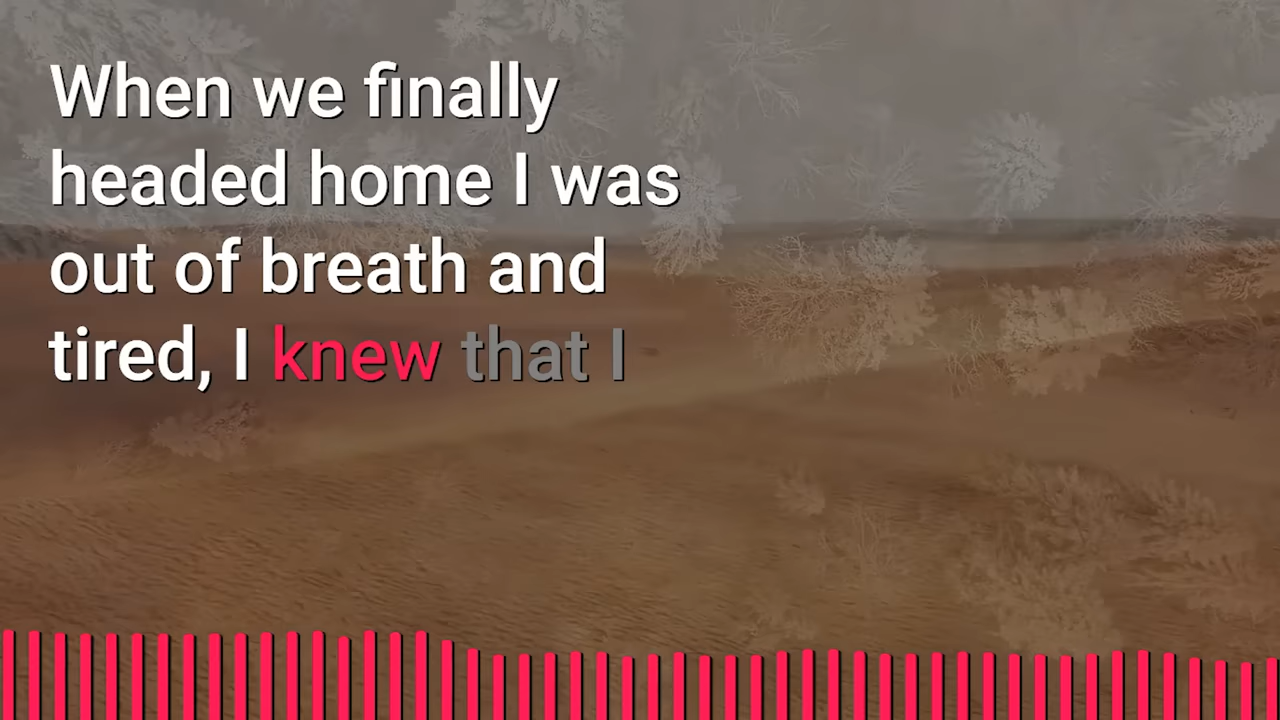 When we finally
headed home I was
out of breath and
tired, I knew that I